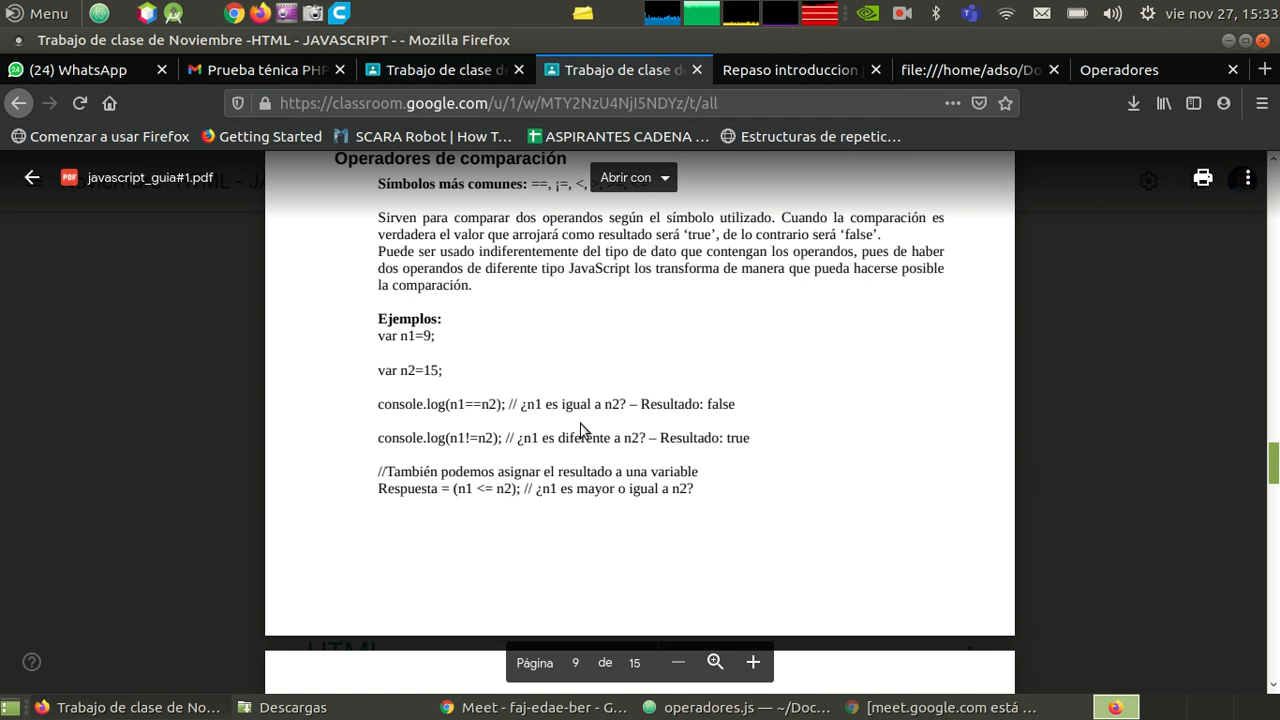 Menu
vie nov 27, 15:33
Trabajo de clase de Noviembre -HTML - JAVASCRIPT - - Mozilla Firefox
(24) WhatsApp
Prueba ténica PHP
Trabajo de clase d
Trabajo de clase de
Repaso introduccion j
file:///home/adso/Do
Operadores
https://classroom.google.com/u/1/w/MTY2NzU4NjI5NDYz/t/all
Comenzar a usar Firefox
Getting Started
SCARA Robot | How T...
ASPIRANTES CADENA ...
Estructuras de repetic...
Operadores de comparación
javascript_guia#1.pdf
Abrir con
Símbolos más comunes: ==, ¡=, <, >, >=, <=
Sirven para comparar dos operandos según el símbolo utilizado. Cuando la comparación es
verdadera el valor que arrojará como resultado será ‘true’, de lo contrario será ‘false’.
Puede ser usado indiferentemente del tipo de dato que contengan los operandos, pues de haber
dos operandos de diferente tipo JavaScript los transforma de manera que pueda hacerse posible
la comparación.
Ejemplos:
var n1=9;
var n2=15;
console.log(n1==n2); // ¿n1 es igual a n2? – Resultado: false
console.log(n1!=n2); // ¿n1 es diferente a n2? – Resultado: true
//También podemos asignar el resultado a una variable
Respuesta = (n1 <= n2); // ¿n1 es mayor o igual a n2?
HTML
Página 9 de 15
Trabajo de clase de No...
Descargas
Meet - faj-edae-ber - G...
operadores.js — ~/Doc...
[meet.google.com está ...